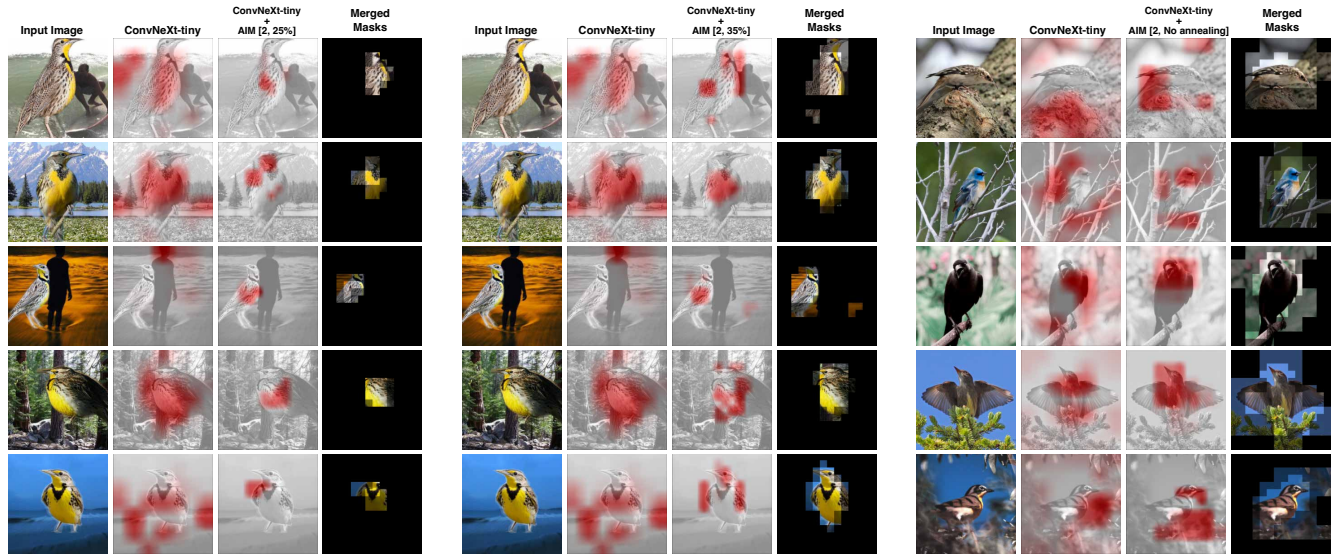 Input Image
ConvNeXt-tiny
ConvNeXt-tiny
+
AIM [2, 25%]
Merged
Masks
Input Image
ConvNeXt-tiny
ConvNeXt-tiny
+
AIM [2, 35%]
Merged
Masks
Input Image
ConvNeXt-tiny
ConvNeXt-tiny
+
AIM [2, No annealing]
Merged
Masks